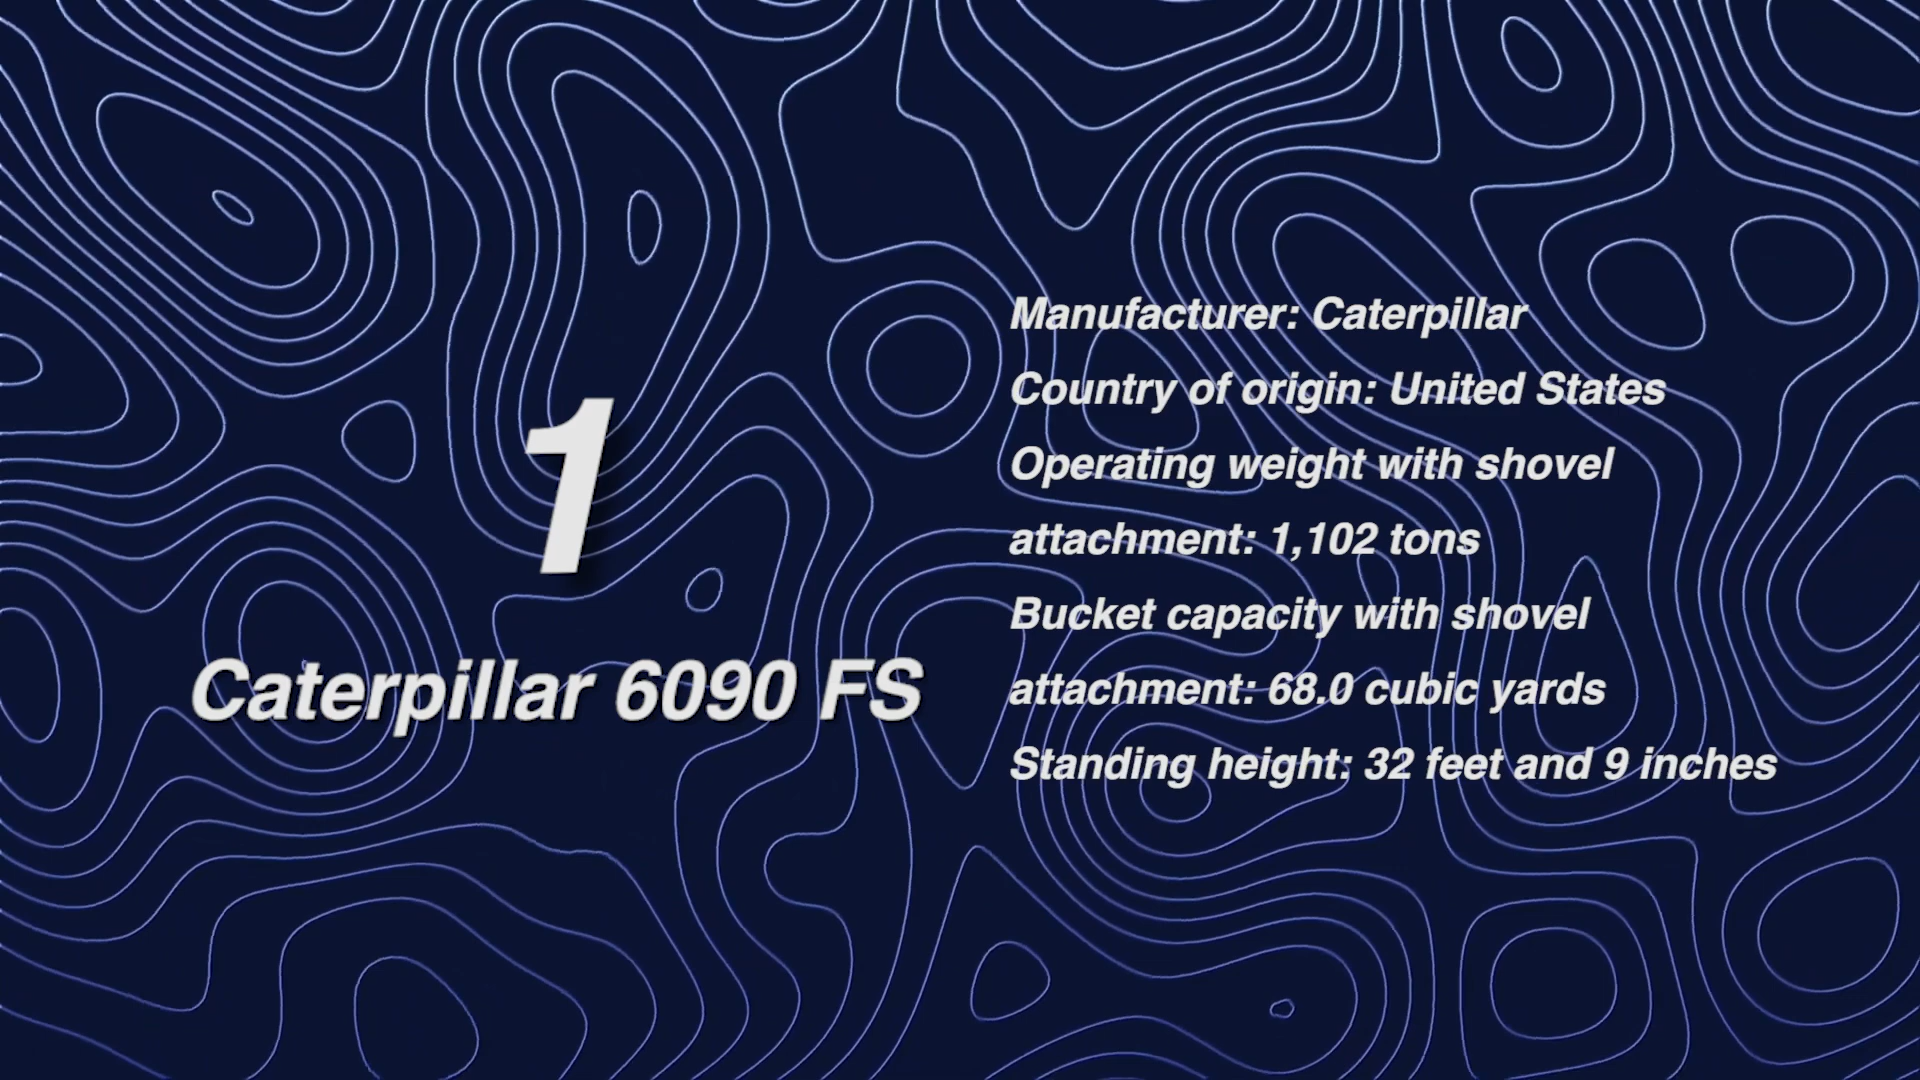 1
Caterpillar 6090 FS
Manufacturer: Caterpillar
Country of origin: United States
Operating weight with shovel
attachment: 1,102 tons
Bucket capacity with shovel
attachment: 68.0 cubic yards
Standing height: 32 feet and 9 inches